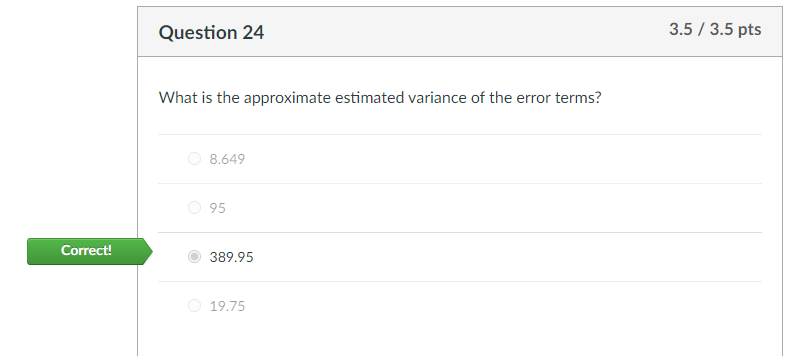 Question 24
3.5 / 3.5 pts
What is the approximate estimated variance of the error terms?
8.649
95
Correct!
389.95
19.75